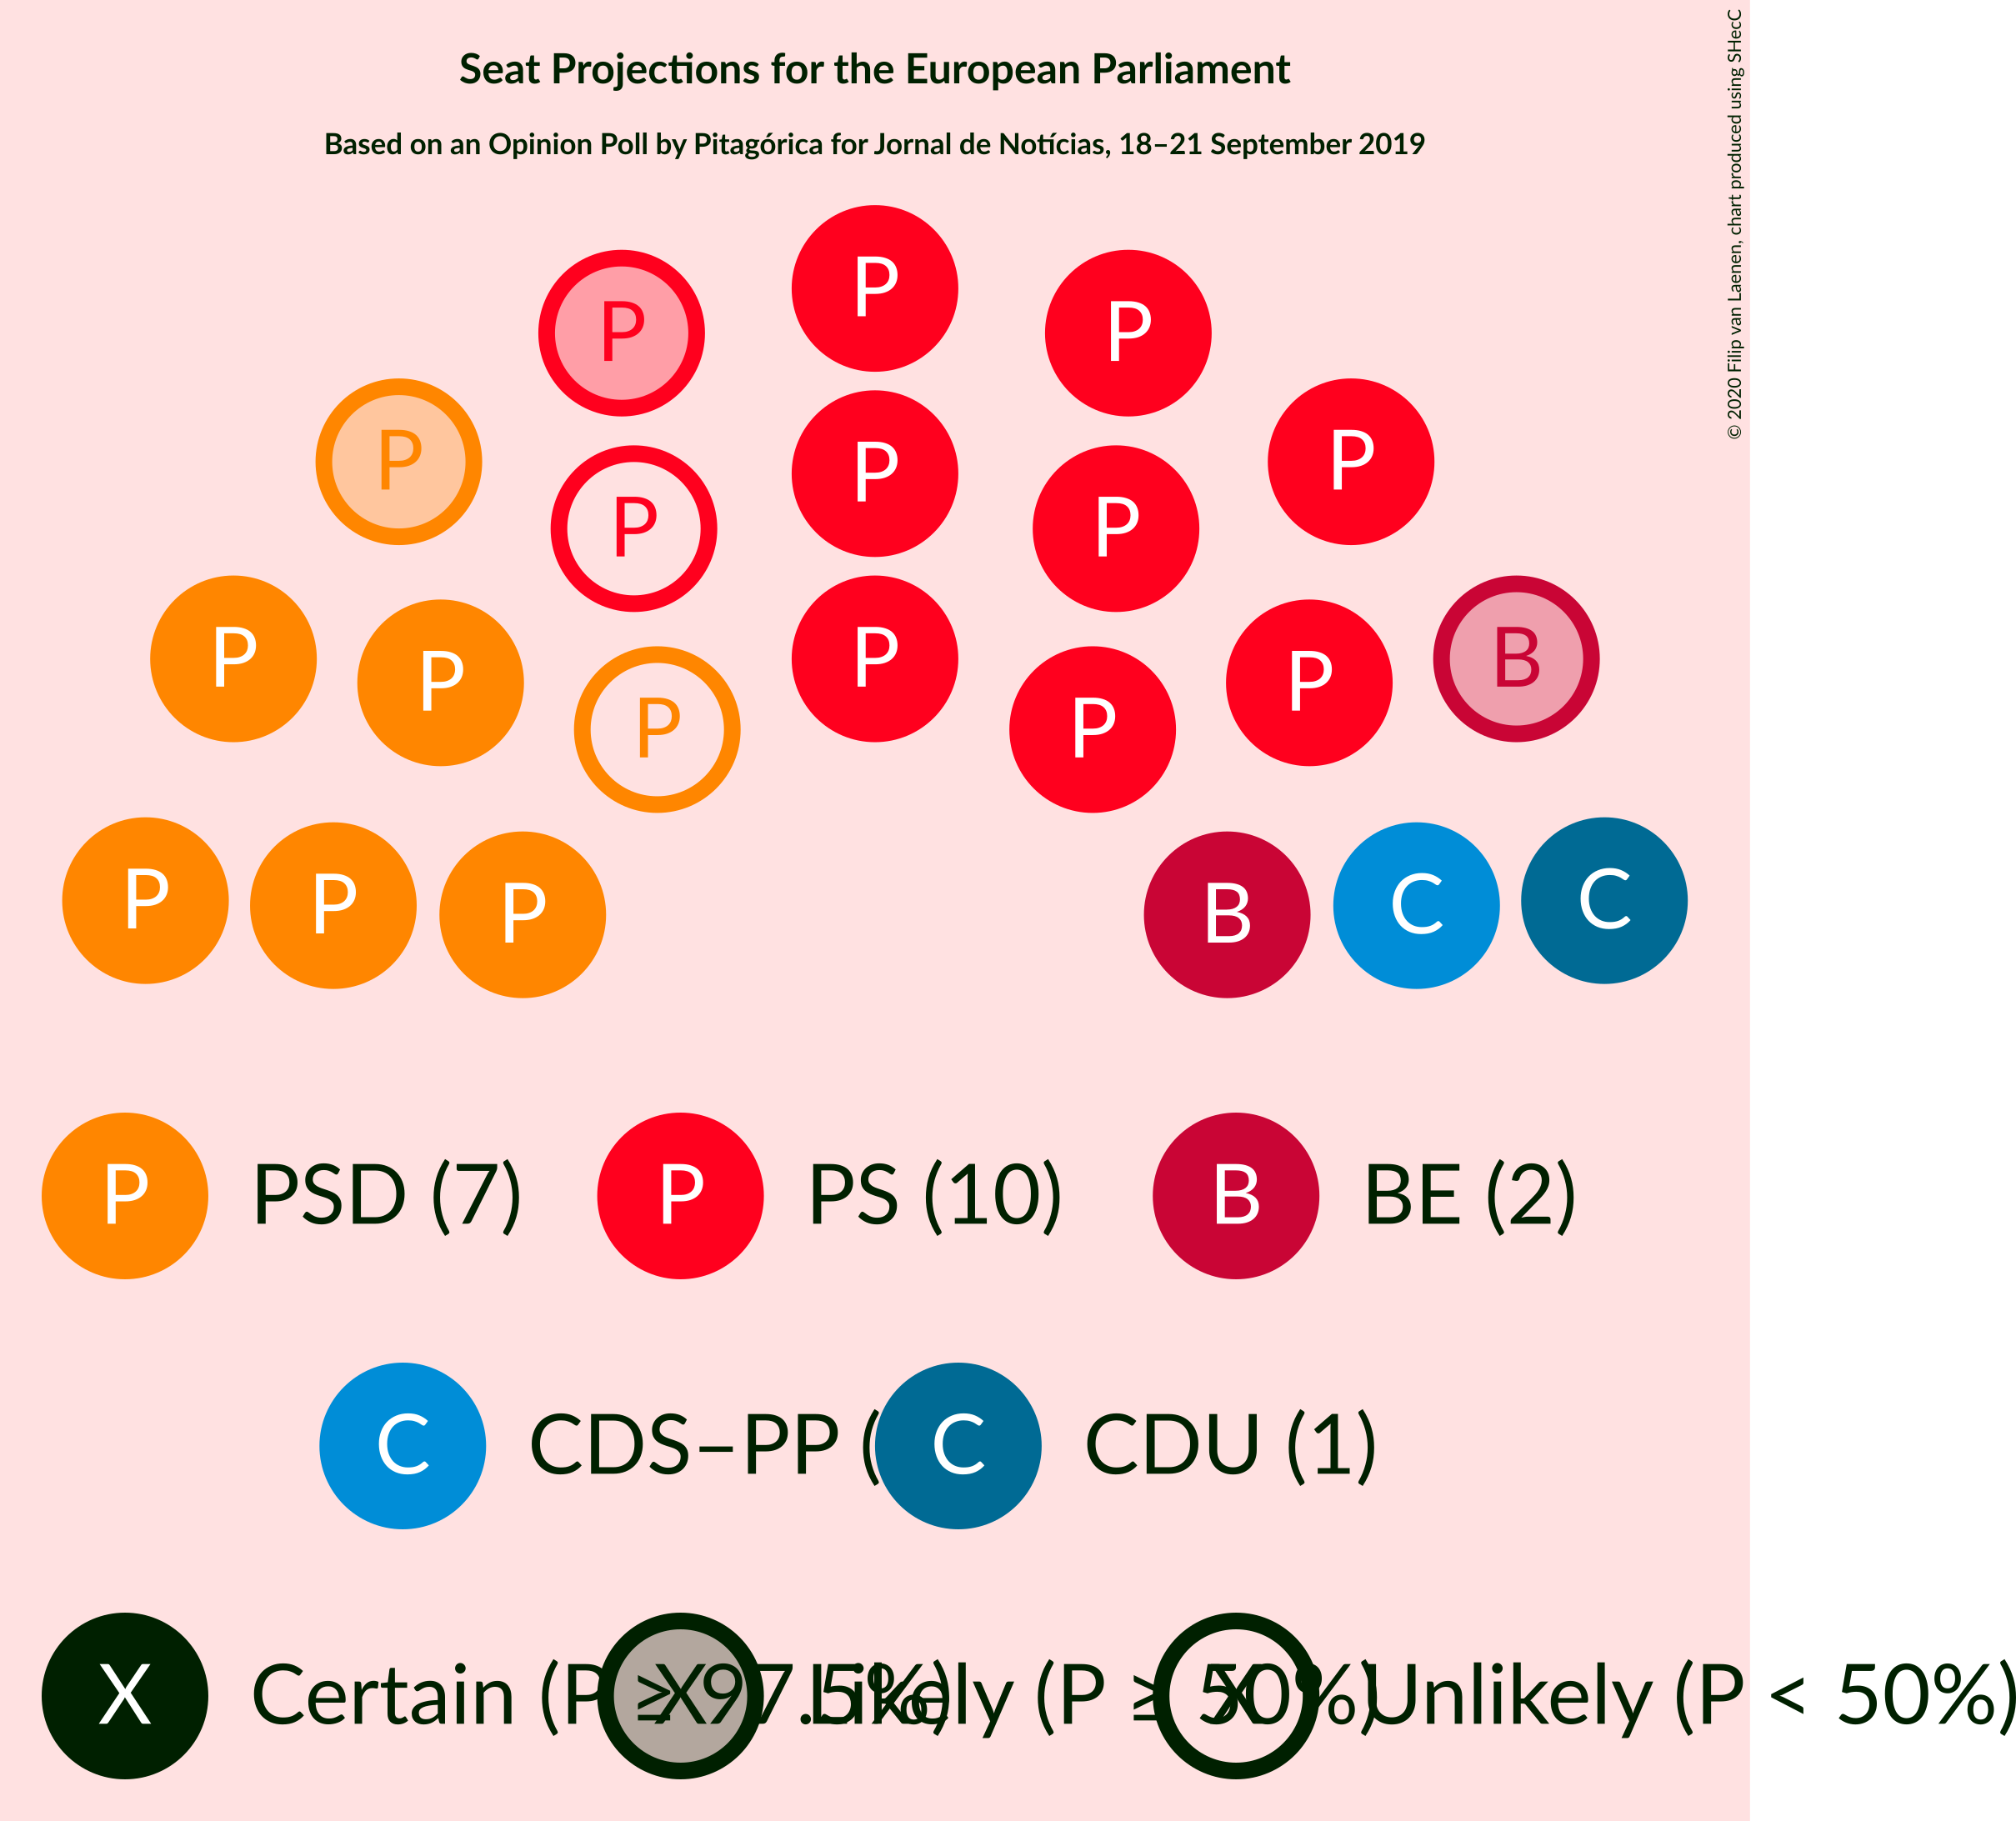 Seat Projections for the European Parliament
Based on an Opinion Poll by Pitagórica for Jornal de Notícias, 18–21 September 2019
© 2020 Filip van Laenen, chart produced using SHecC
P
P P
P P
P
P P
P B
P P
P P
P P
P P P B C C
P PSD (7) P PS (10) B BE (2)
C CDS–PP ( C CDU (1)
X Certain (P ≥ 97.5%) X Likely (P ≥ 50%) X Unlikely (P < 50%)